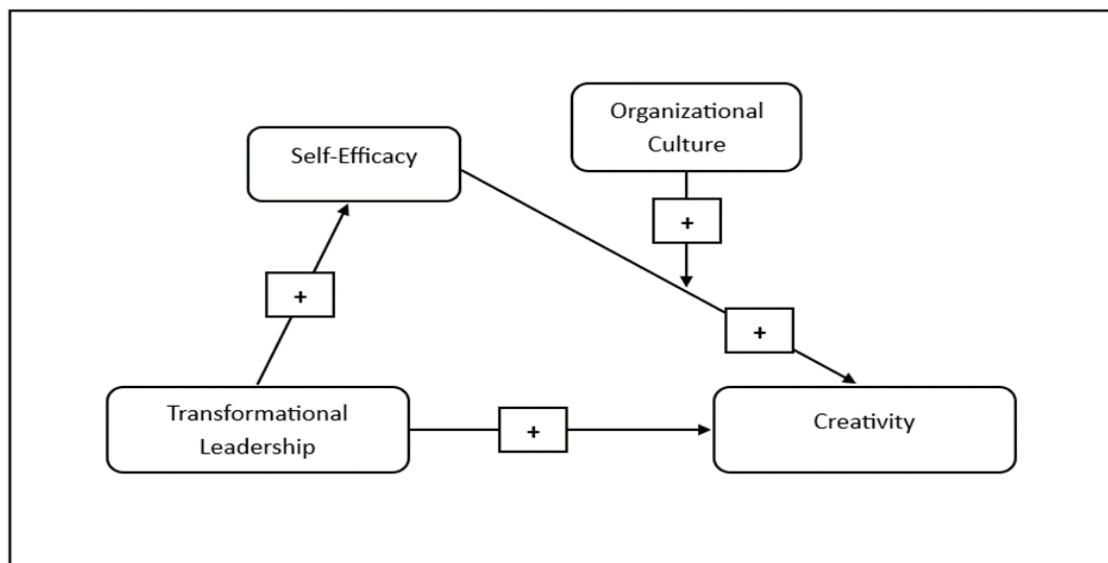 Organizational
Culture
Self-Efficacy
+
+
+
Transformational
Leadership
+
Creativity